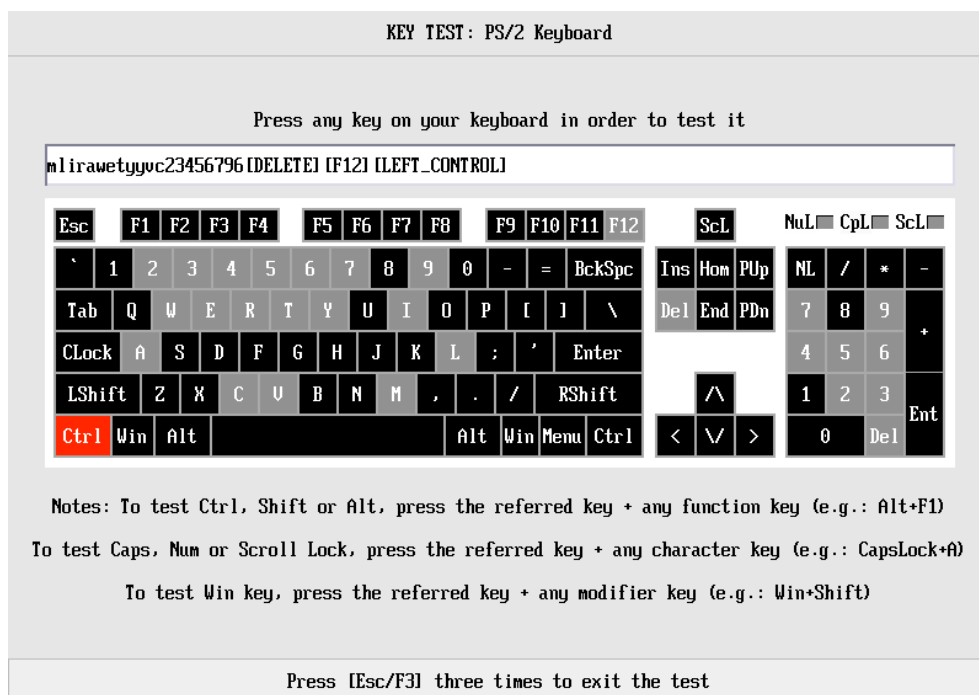 KEY TEST: PS/2 Keyboard
Press any key on your keyboard in order to test it
mlirawetyyvc23456796[DELETE][F12][LEFT_CONTROL]
Esc F1 F2 F3 F4 F5 F6 F7 F8 F9 F10 F11 F12 ScL NuL CpL ScL
` 1 2 3 4 5 6 7 8 9 0 - = BckSpc Ins Hom PUp NL / * -
Tab Q W E R T Y U I O P [ ] \ Del End PDn 7 8 9 +
CLock A S D F G H J K L ; ' Enter 4 5 6
LShift Z X C V B N M , . / RShift /\ 1 2 3 Ent
Ctrl Win Alt Alt Win Menu Ctrl < \/ > 0 Del
Notes: To test Ctrl, Shift or Alt, press the referred key + any function key (e.g.: Alt+F1)
To test Caps, Num or Scroll Lock, press the referred key + any character key (e.g.: CapsLock+A)
To test Win key, press the referred key + any modifier key (e.g.: Win+Shift)
Press [Esc/F3] three times to exit the test